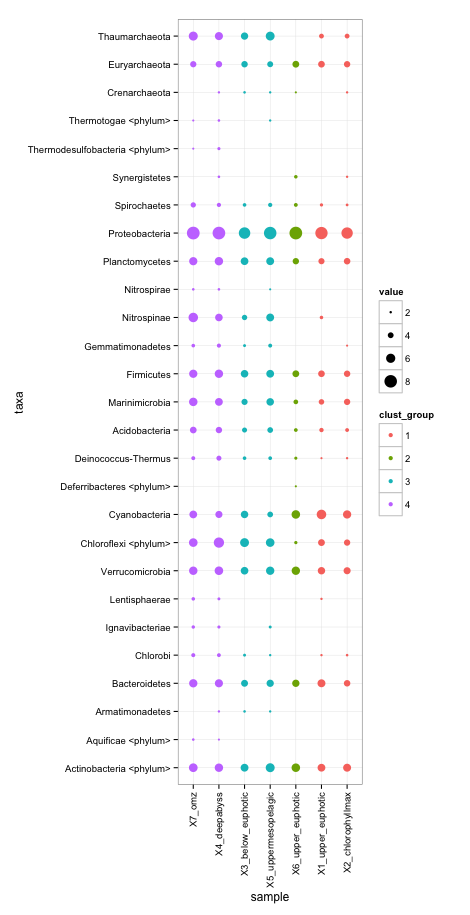 Thaumarchaeota
Euryarchaeota
Crenarchaeota
Thermotogae <phylum>
Thermodesulfobacteria <phylum>
Synergistetes
Spirochaetes
Proteobacteria
Planctomycetes
Nitrospirae
Nitrospinae
Gemmatimonadetes
Firmicutes
Marinimicrobia
Acidobacteria
Deinococcus-Thermus
Deferribacteres <phylum>
Cyanobacteria
Chloroflexi <phylum>
Verrucomicrobia
Lentisphaerae
Ignavibacteriae
Chlorobi
Bacteroidetes
Armatimonadetes
Aquificae <phylum>
Actinobacteria <phylum>
taxa
X7_omz
X4_deepabyss
X3_below_euphotic
X5_uppermesopelagic
X6_upper_euphotic
X1_upper_euphotic
X2_chlorophyllmax
sample
value
2
4
6
8
clust_group
1
2
3
4